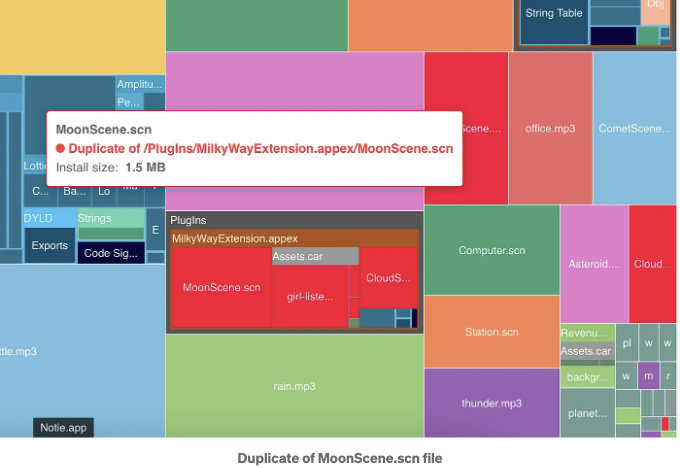 String Table
Obj
Amplitu...
Pe...
MoonScene.scn
Duplicate of /PlugIns/MilkyWayExtension.appex/MoonScene.scn
Install size: 1.5 MB
Scene....
office.mp3
CometScene...
Lottie
C...
Ba...
Lo
DYLD
Strings
Exports
Code Sig...
E
PlugIns
MilkyWayExtension.appex
Assets.car
MoonScene.scn
girl-liste...
CloudS...
Computer.scn
Asteroid....
Cloud...
Station.scn
Revenu...
Assets.car
pl
w
w
backgr...
w
m
r
ttle.mp3
rain.mp3
thunder.mp3
planet...
Notie.app
Duplicate of MoonScene.scn file